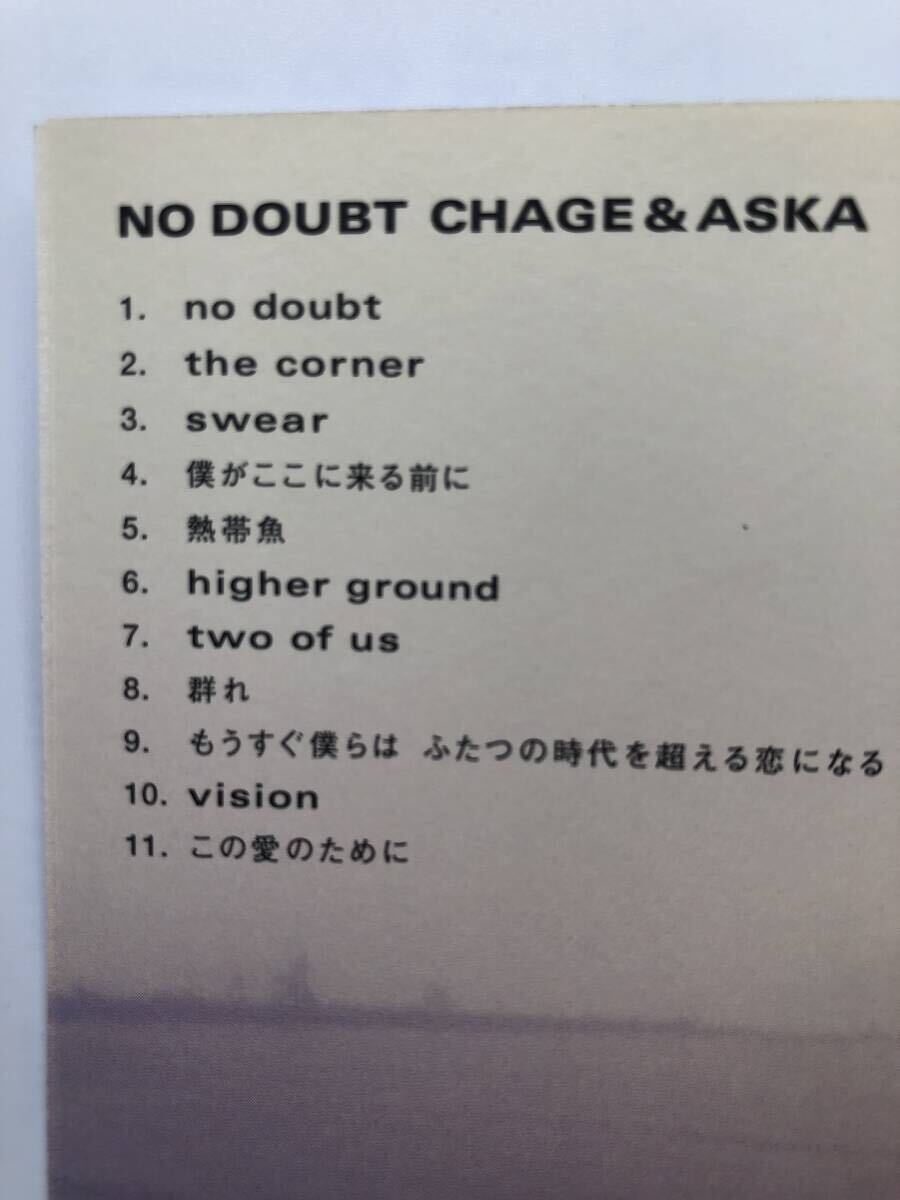 NO DOUBT CHAGE & ASKA
1. no doubt
2. the corner
3. swear
4. 僕がここに来る前に
5. 熱帯魚
6. higher ground
7. two of us
8. 群れ
9. もうすぐ僕らは ふたつの時代を超える恋になる
10. vision
11. この愛のために